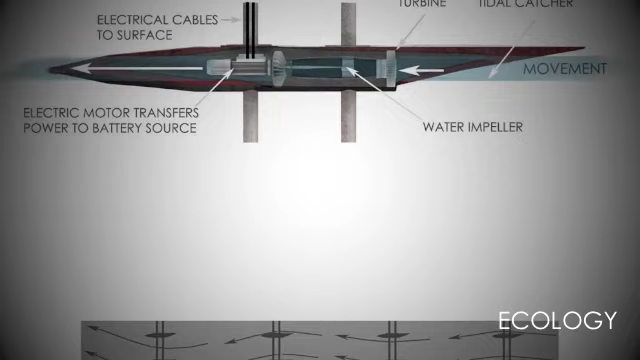 TURBINE
TIDAL CATCHER
ELECTRICAL CABLES
TO SURFACE
MOVEMENT
ELECTRIC MOTOR TRANSFERS
POWER TO BATTERY SOURCE
WATER IMPELLER
ECOLOGY